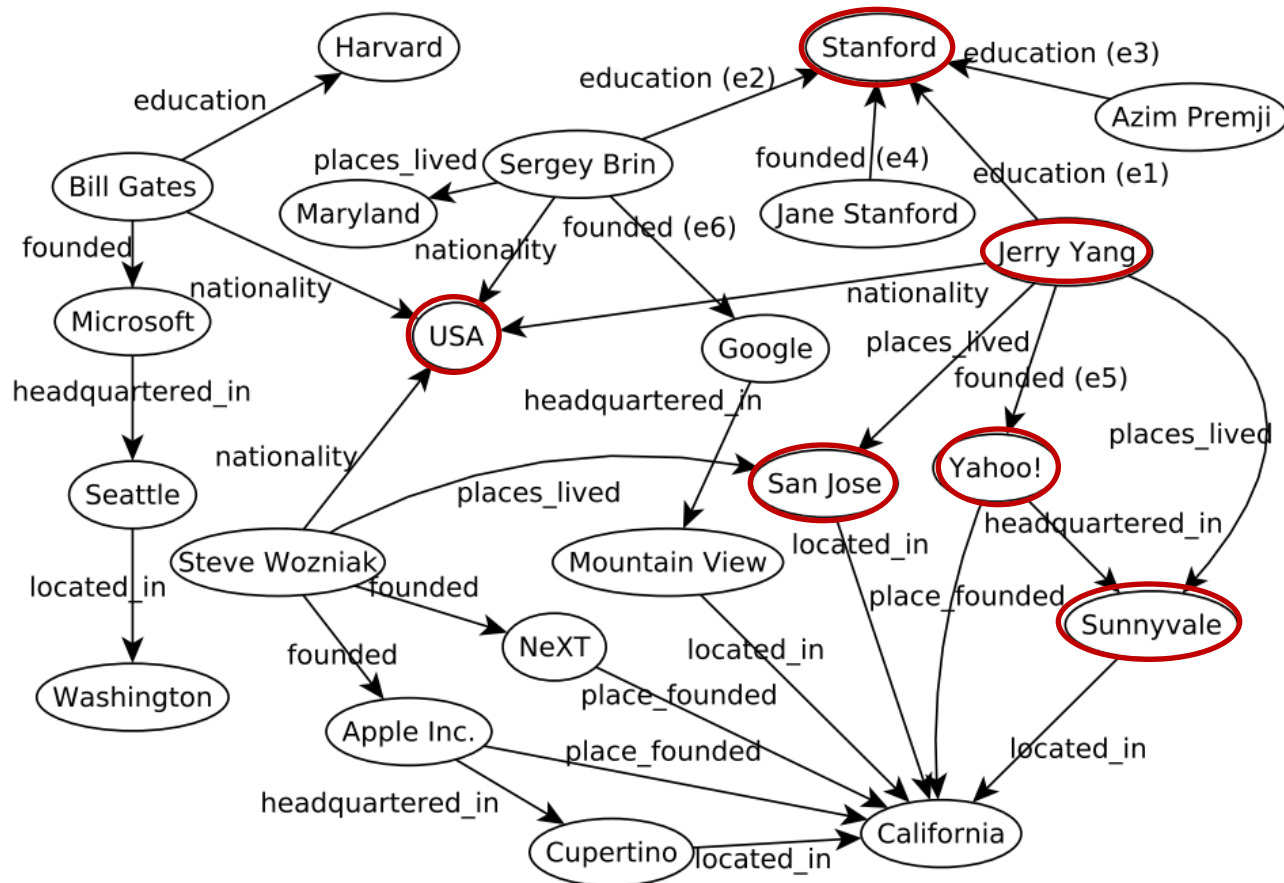 Harvard
Stanford
education (e3)
education (e2)
education
Azim Premji
places_lived
Sergey Brin
founded (e4)
education (e1)
Bill Gates
Maryland
Jane Stanford
founded (e6)
founded
nationality
Jerry Yang
nationality
nationality
Microsoft
USA
Google
places_lived
founded (e5)
headquartered_in
headquartered_in
places_lived
nationality
Yahoo!
San Jose
Seattle
places_lived
headquartered_in
located_in
Steve Wozniak
Mountain View
founded
located_in
place_founded
Sunnyvale
NeXT
founded
located_in
Washington
place_founded
Apple Inc.
place_founded
located_in
headquartered_in
California
Cupertino
located_in